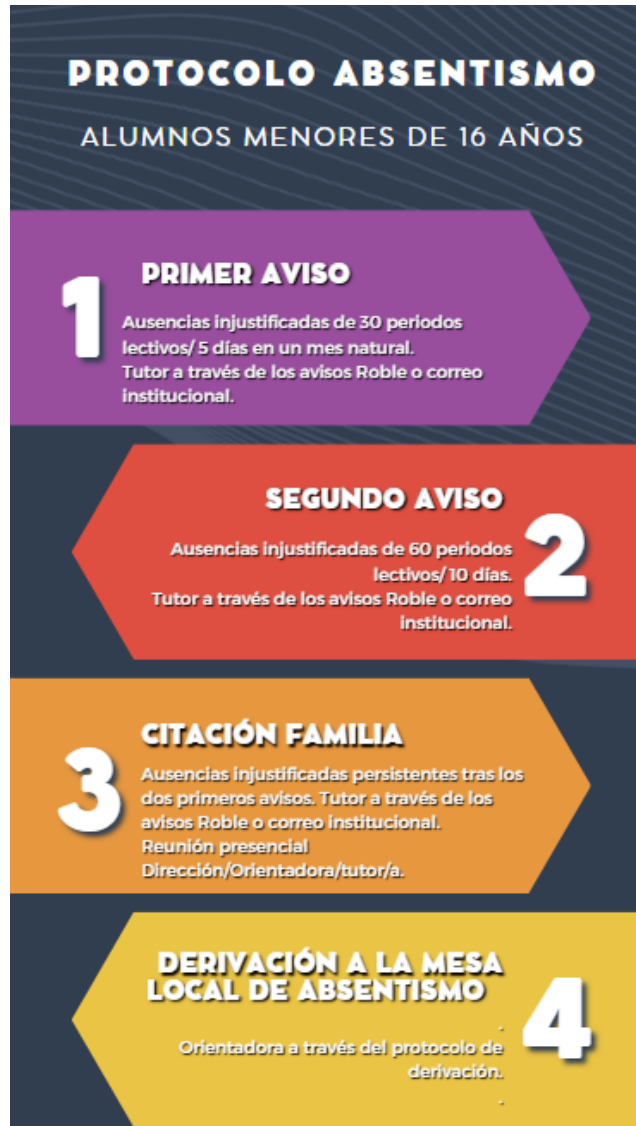 PROTOCOLO ABSENTISMO
ALUMNOS MENORES DE 16 AÑOS
1
PRIMER AVISO
Ausencias injustificadas de 30 periodos
lectivos/ 5 días en un mes natural.
Tutor a través de los avisos Roble o correo
institucional.
SEGUNDO AVISO
2
Ausencias injustificadas de 60 periodos
lectivos/ 10 días.
Tutor a través de los avisos Roble o correo
institucional.
3
CITACIÓN FAMILIA
Ausencias injustificadas persistentes tras los
dos primeros avisos. Tutor a través de los
avisos Roble o correo institucional.
Reunión presencial
Dirección/Orientadora/tutor/a.
DERIVACIÓN A LA MESA
LOCAL DE ABSENTISMO
4
.
Orientadora a través del protocolo de
derivación.
.